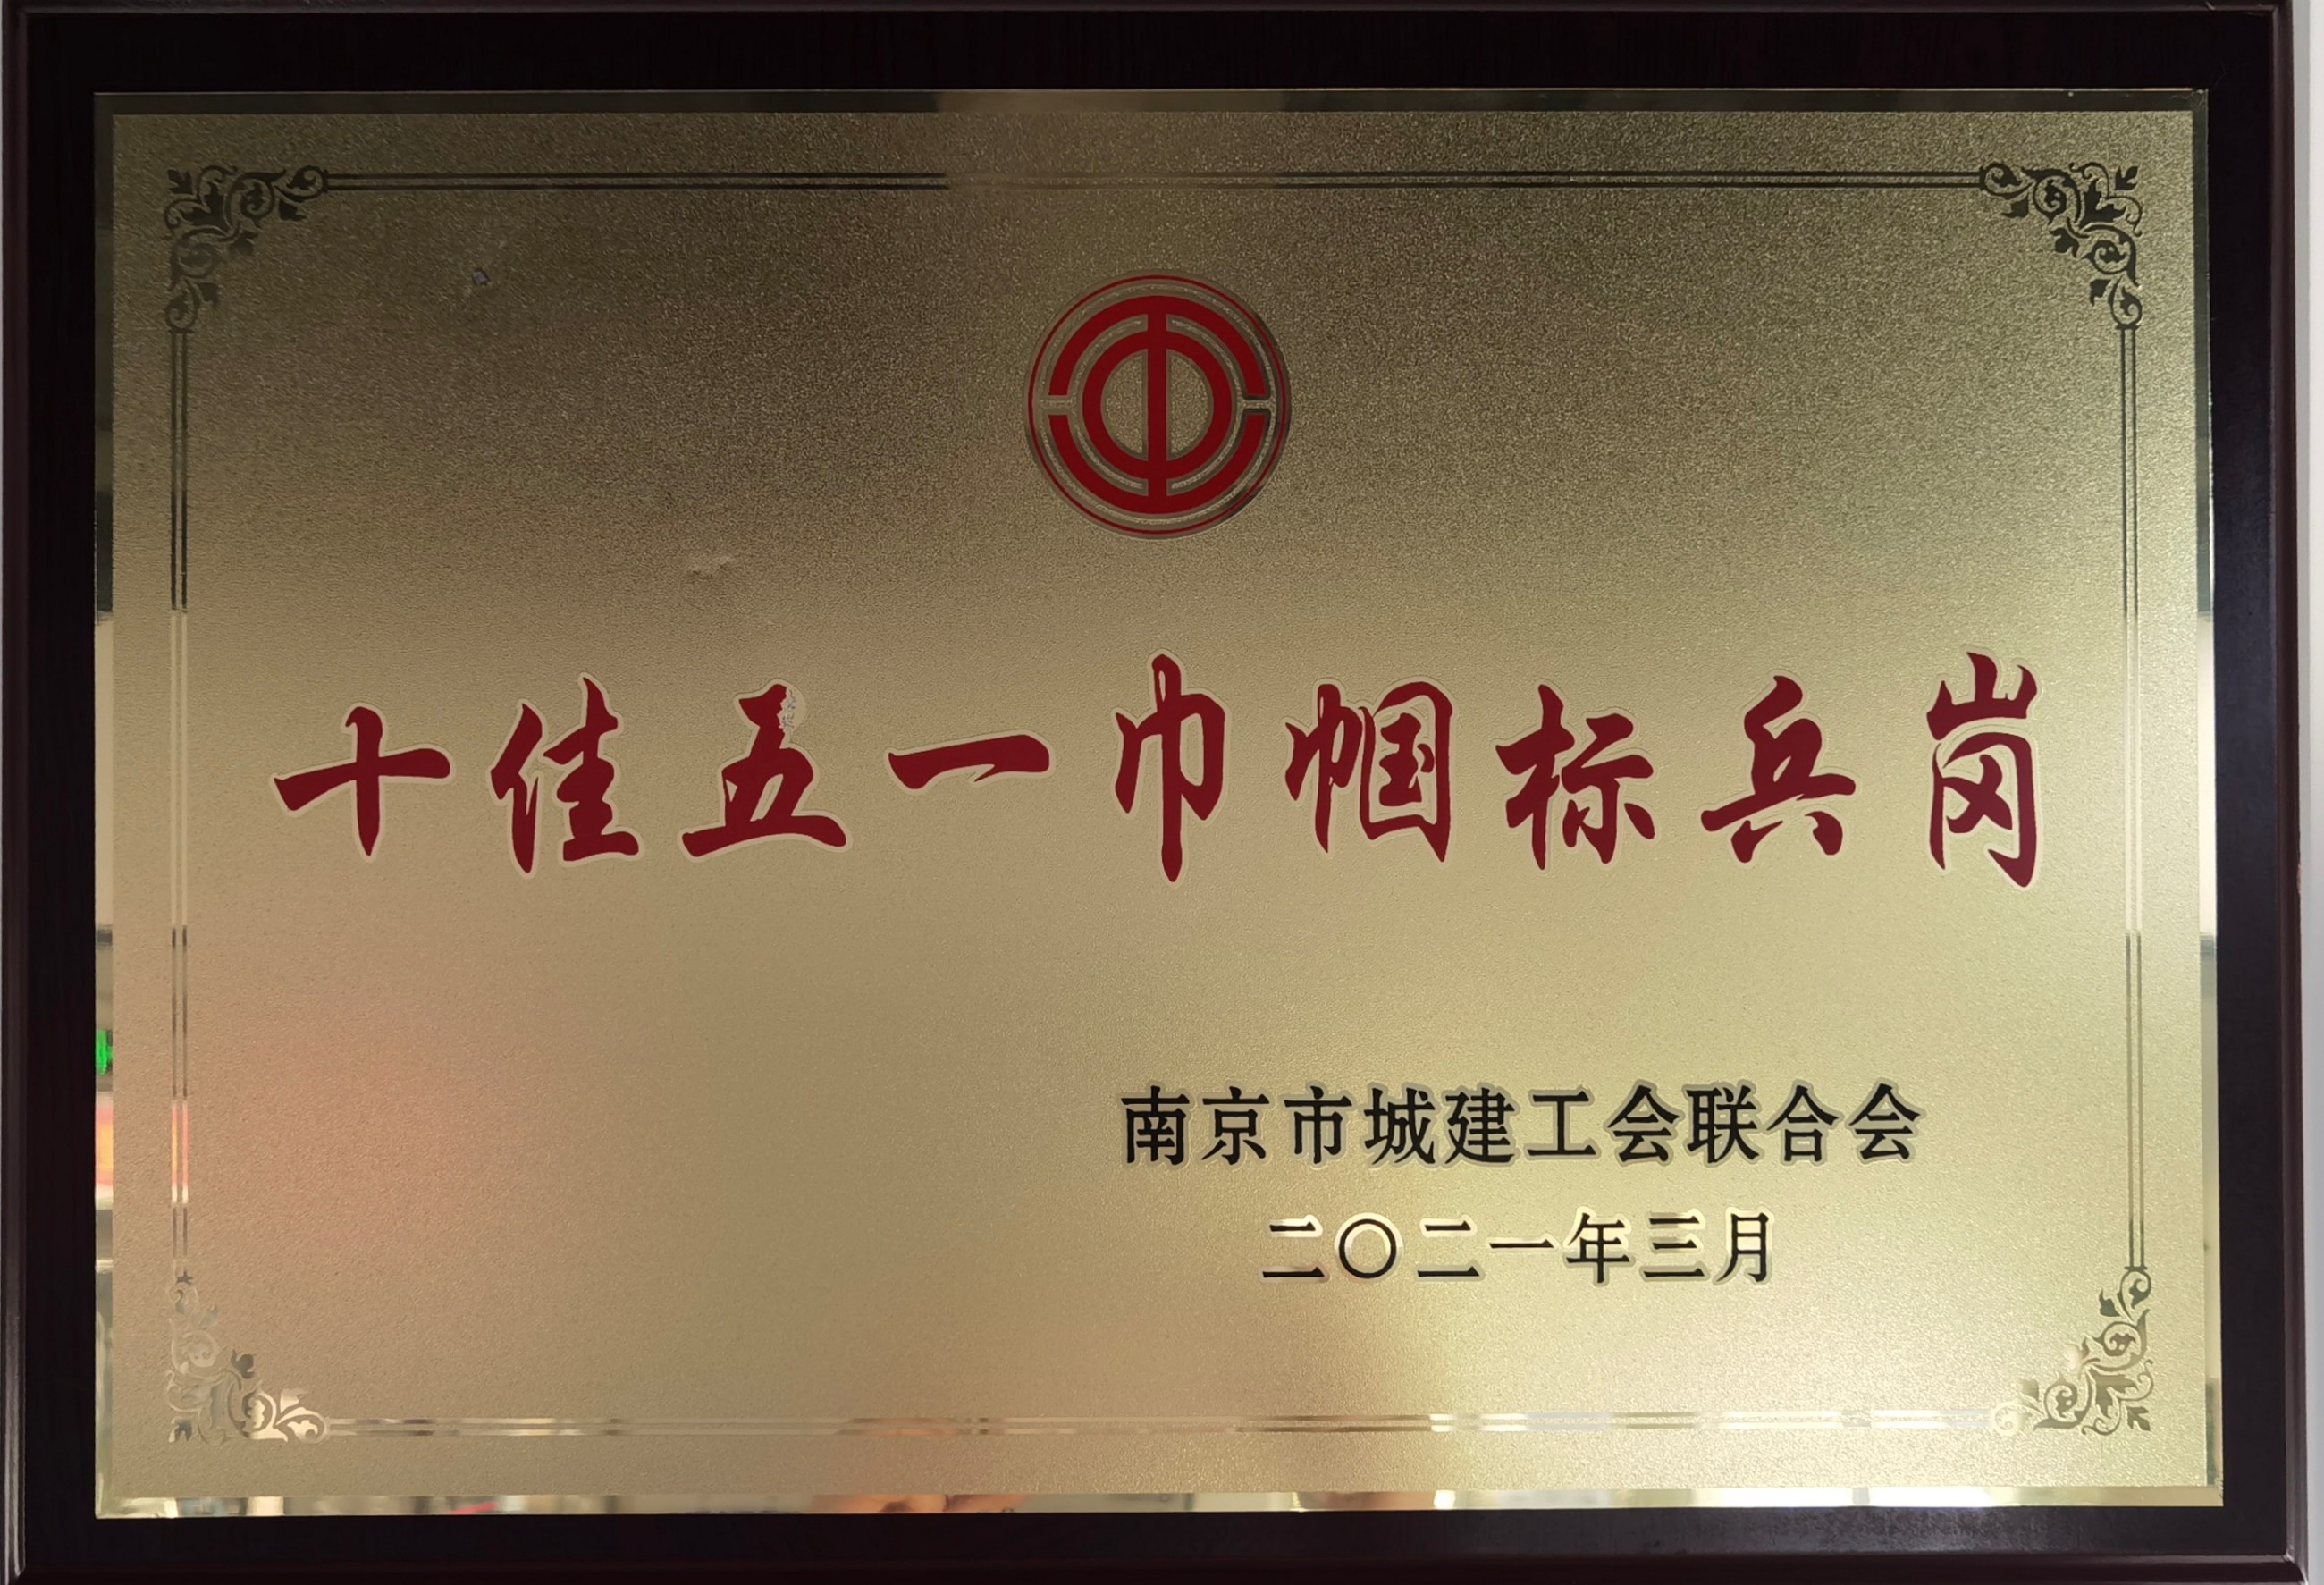 十佳五一巾帼标兵岗
南京市城建工会联合会
二〇二一年三月